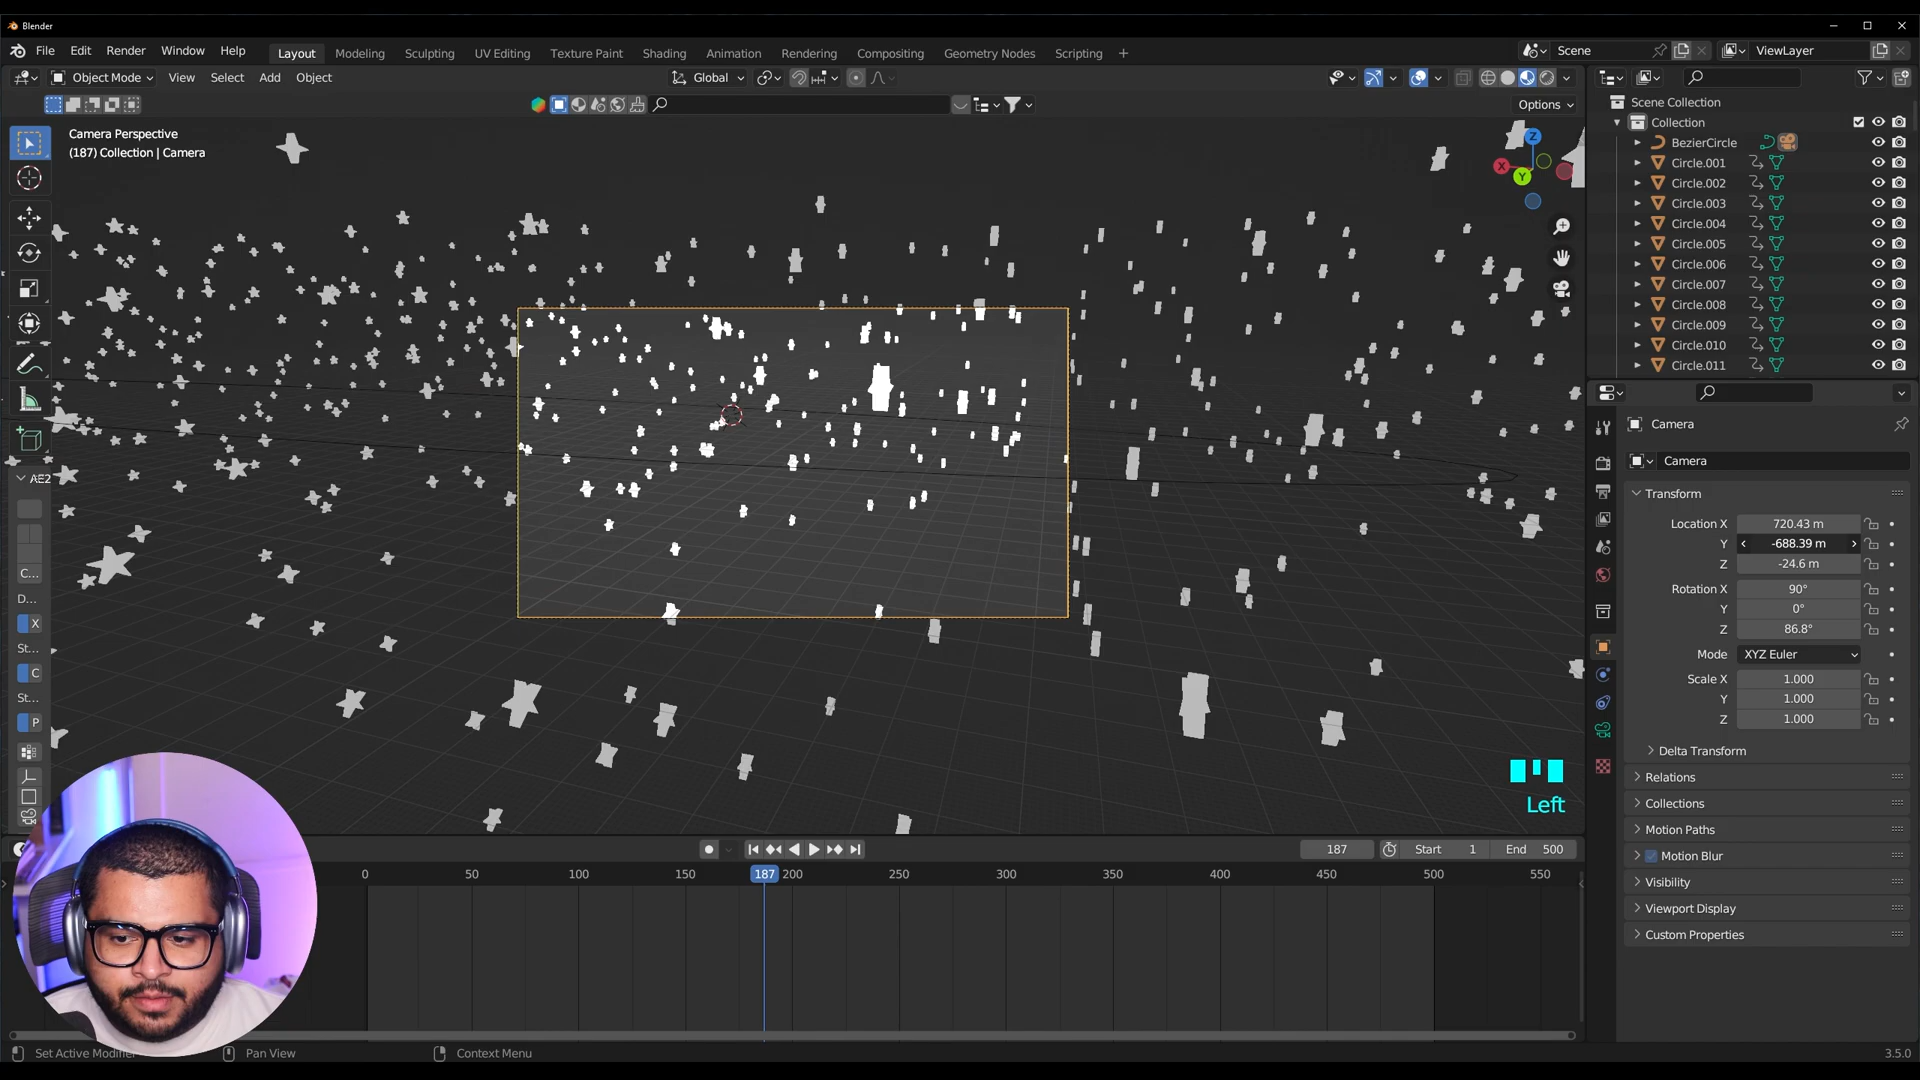 Blender
File Edit Render Window Help Layout Modeling Sculpting UV Editing Texture Paint Shading Animation Rendering Compositing Geometry Nodes Scripting + Scene ViewLayer
Object Mode View Select Add Object Global
Options
Camera Perspective
(187) Collection | Camera
Z
X
Y
AE2
C...
D...
X
St...
C
St...
P
Left
Scene Collection
Collection
BezierCircle
Circle.001
Circle.002
Circle.003
Circle.004
Circle.005
Circle.006
Circle.007
Circle.008
Circle.009
Circle.010
Circle.011
Camera
Camera
Transform
Location X 720.43 m
Y -688.39 m
Z -24.6 m
Rotation X 90°
Y 0°
Z 86.8°
Mode XYZ Euler
Scale X 1.000
Y 1.000
Z 1.000
Delta Transform
Relations
Collections
Motion Paths
Motion Blur
Visibility
Viewport Display
Custom Properties
187 Start 1 End 500
0 50 100 150 187 200 250 300 350 400 450 500 550
Set Active Modifier Pan View Context Menu 3.5.0